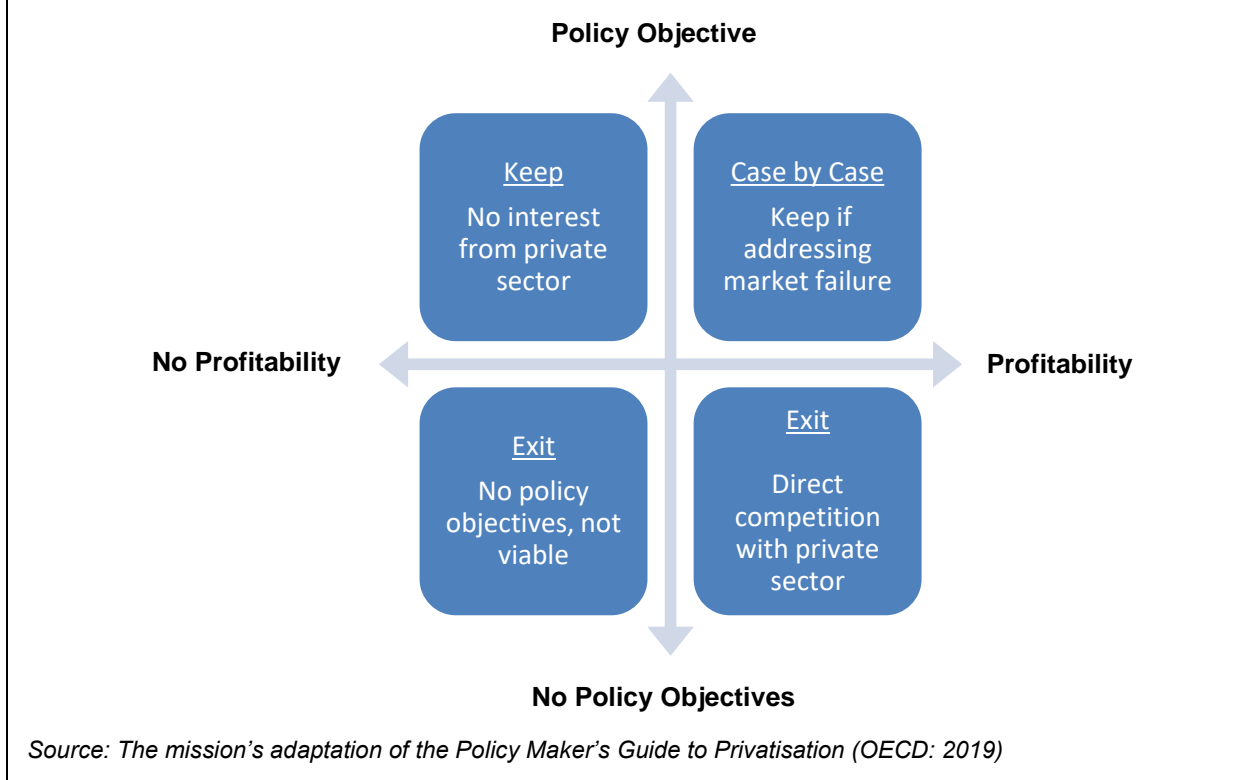 Policy Objective
Keep
No interest
from private
sector
Case by Case
Keep if
addressing
market failure
No Profitability
Profitability
Exit
No policy
objectives, not
viable
Exit
Direct
competition
with private
sector
No Policy Objectives
Source: The mission's adaptation of the Policy Maker's Guide to Privatisation (OECD: 2019)